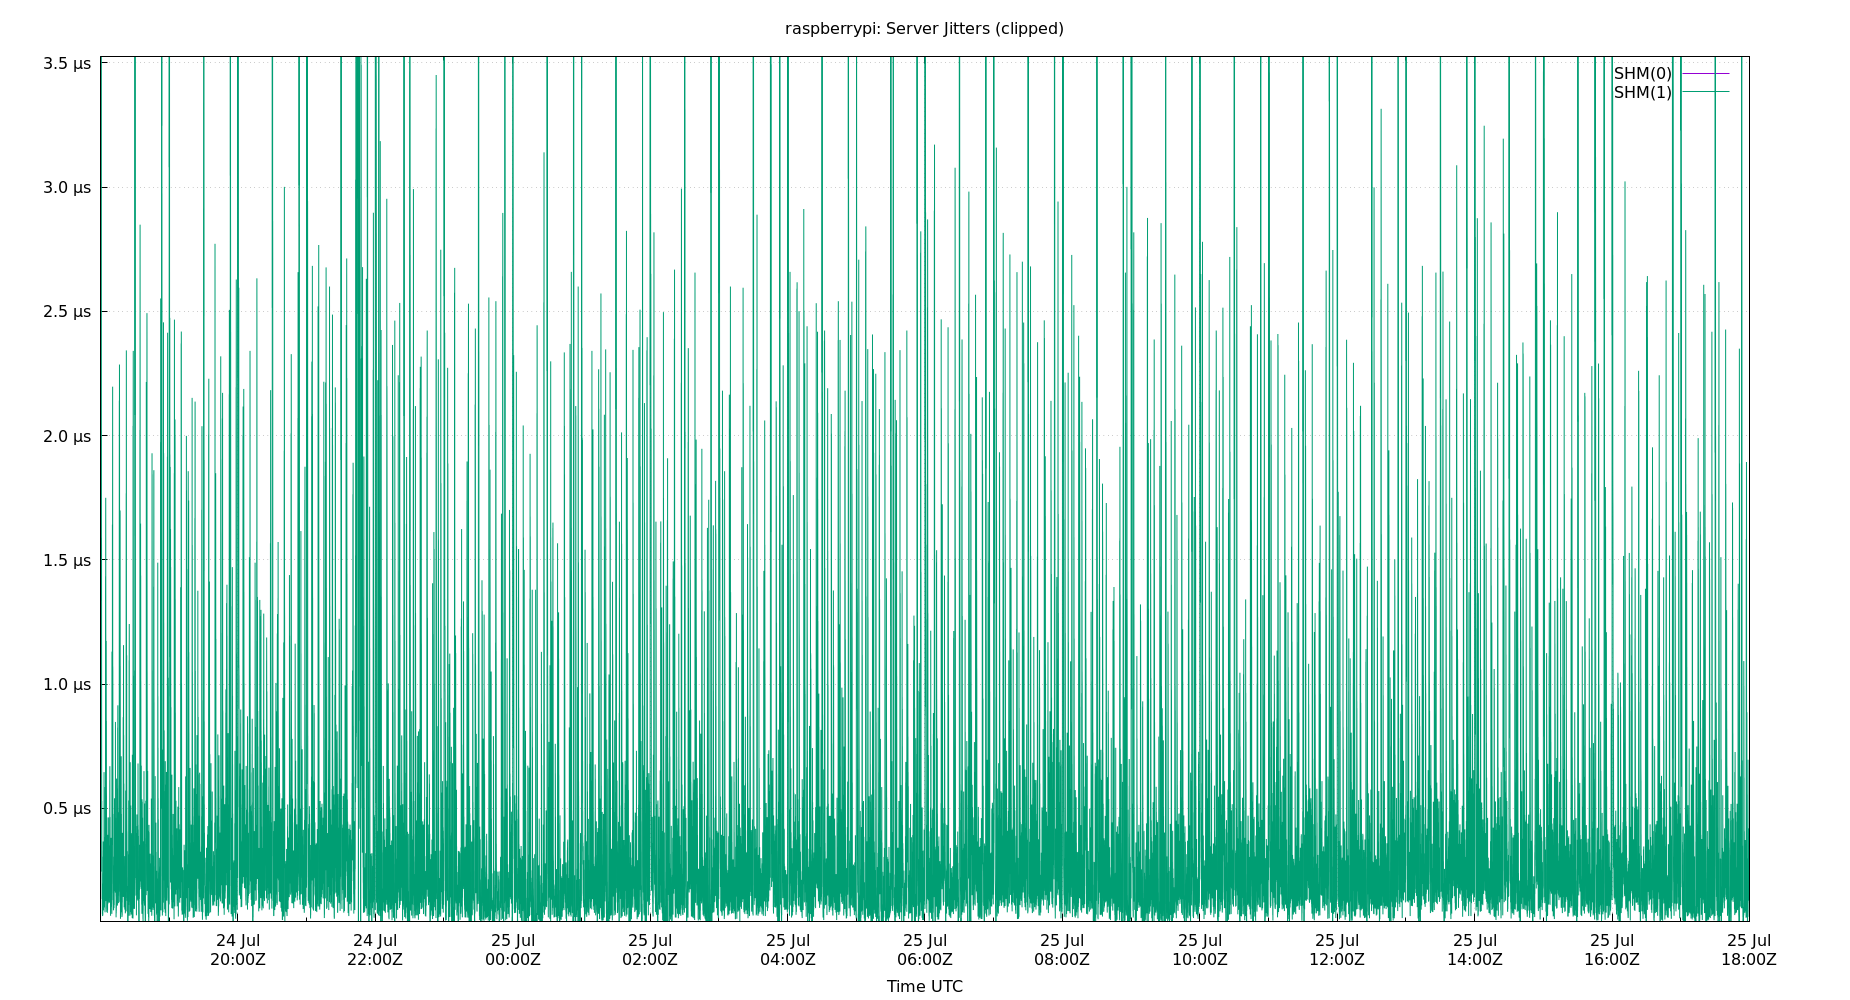 raspberrypi: Server Jitters (clipped)
3.5 µs
3.0 µs
2.5 µs
2.0 µs
1.5 µs
1.0 µs
0.5 µs
SHM(0)
SHM(1)
24 Jul 24 Jul 25 Jul 25 Jul 25 Jul 25 Jul 25 Jul 25 Jul 25 Jul 25 Jul 25 Jul 25 Jul
20:00Z 22:00Z 00:00Z 02:00Z 04:00Z 06:00Z 08:00Z 10:00Z 12:00Z 14:00Z 16:00Z 18:00Z
Time UTC